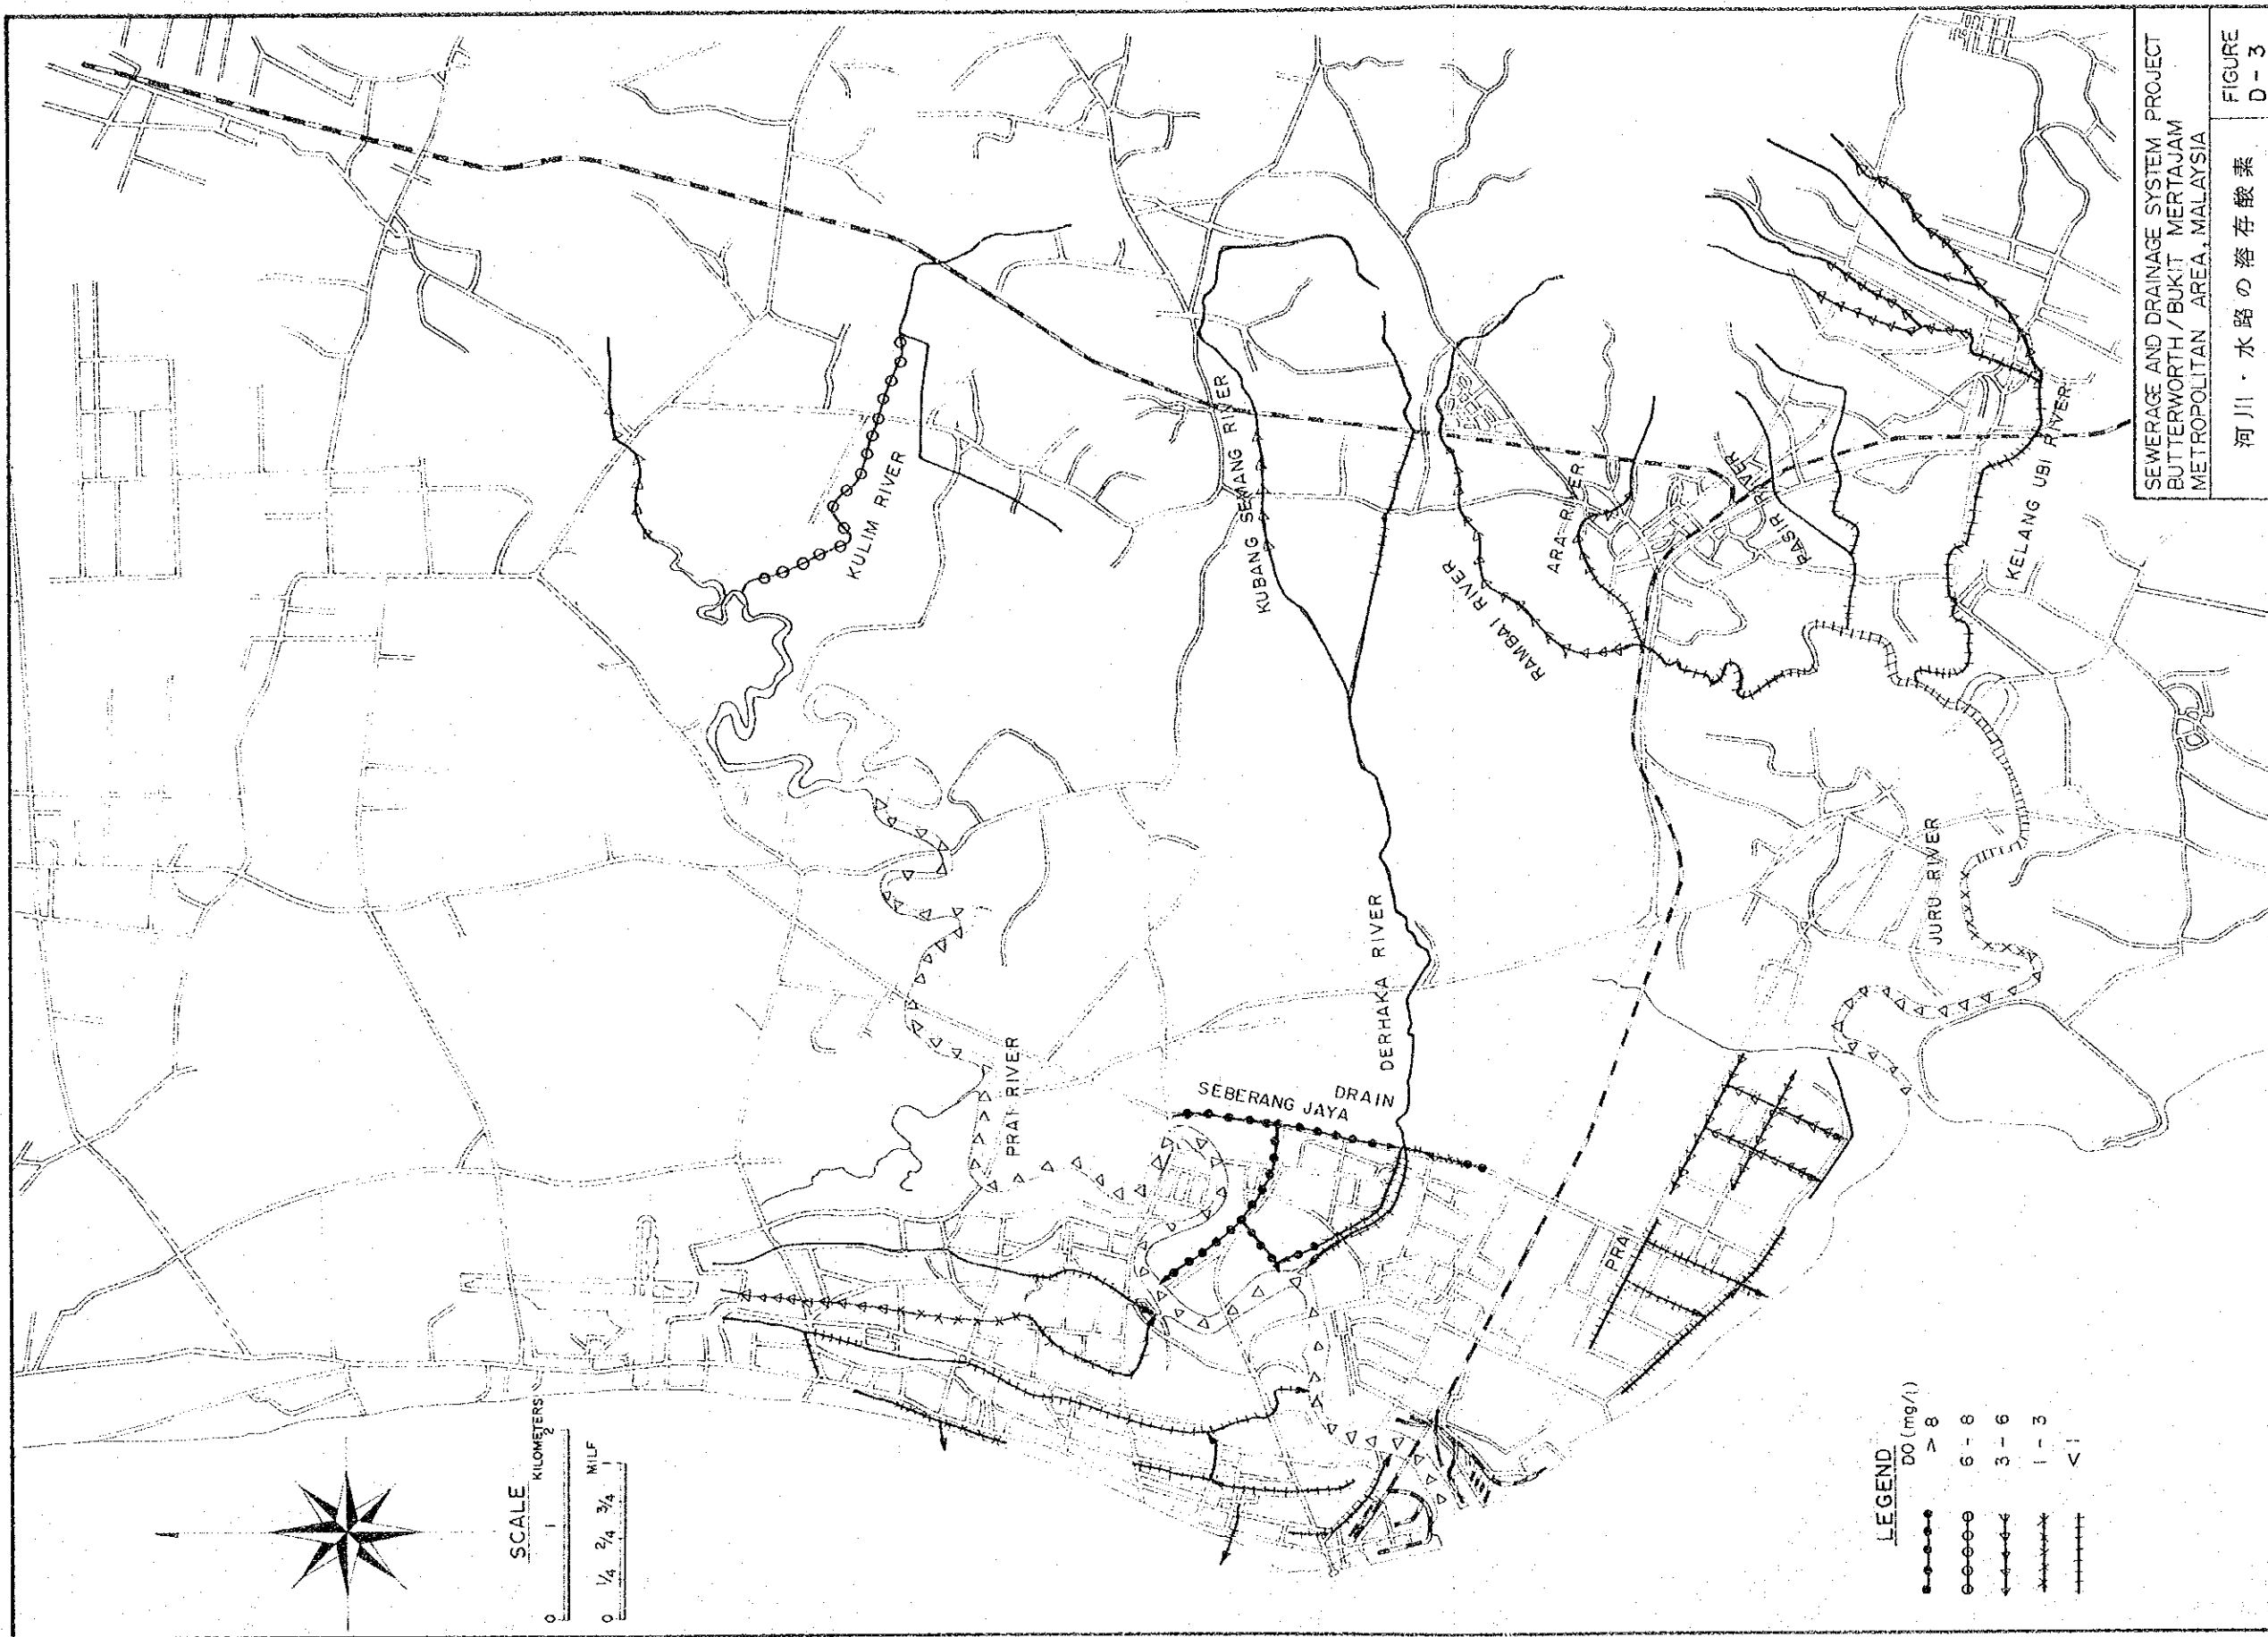 KULIM RIVER
KUBANG SEMANG RIVER
RAMBAI RIVER
ARA RIVER
PASIR RIVER
KELANG UBI RIVER
PRAI RIVER
DERHAKA RIVER
JURU RIVER
SEBERANG JAYA
DRAIN
PRAI
SCALE
KILOMETERS
0 1 2
MILE
0 1/4 2/4 3/4 1
LEGEND
DO (mg/l)
> 8
6 - 8
3 - 6
1 - 3
< 1
SEWERAGE AND DRAINAGE SYSTEM PROJECT
BUTTERWORTH / BUKIT MERTAJAM
METROPOLITAN AREA, MALAYSIA
河川・水路の溶存酸素
FIGURE
D - 3